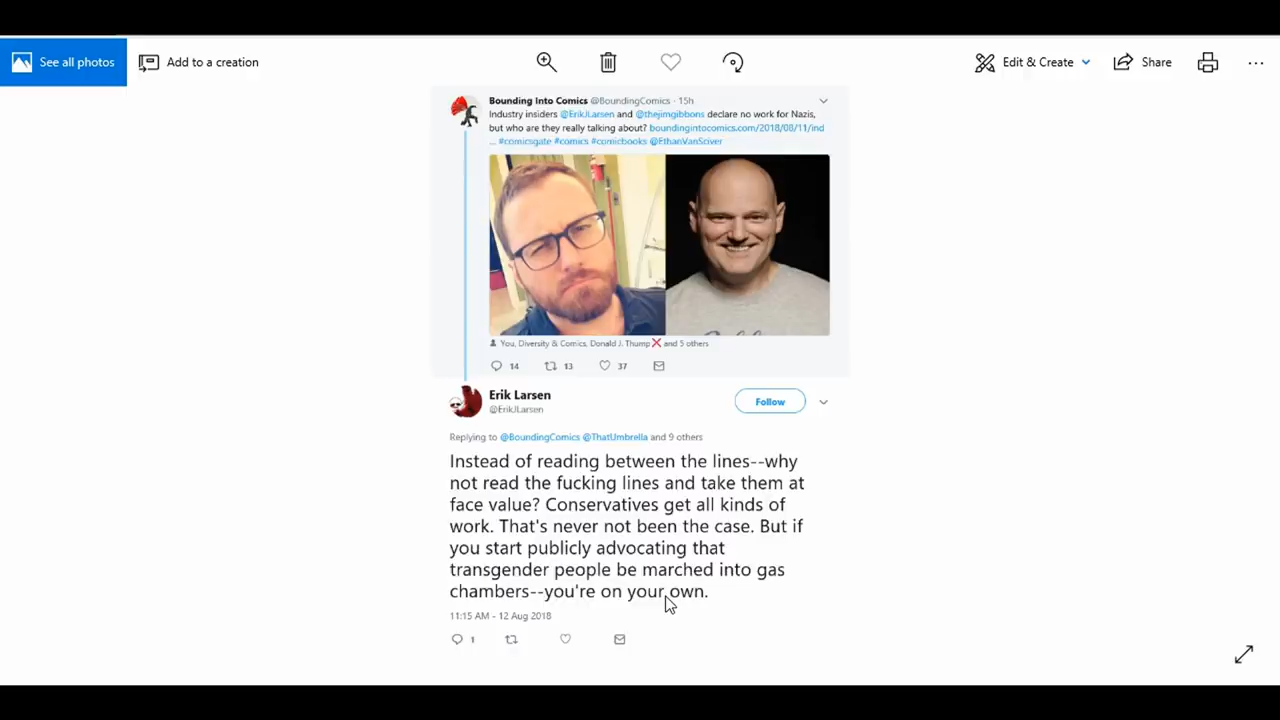 See all photos
Add to a creation
Edit & Create
Share
Bounding Into Comics @BoundingComics · 15h
Industry insiders @ErikJLarsen and @thejimgibbons declare no work for Nazis,
but who are they really talking about? boundingintocomics.com/2018/08/11/ind
... #comicsgate #comics #comicbooks @EthanVanSciver
You, Diversity & Comics, Donald J. Thump❌ and 5 others
14 13 37
Erik Larsen
@ErikJLarsen
Follow
Replying to @BoundingComics @ThatUmbrella and 9 others
Instead of reading between the lines--why
not read the fucking lines and take them at
face value? Conservatives get all kinds of
work. That's never not been the case. But if
you start publicly advocating that
transgender people be marched into gas
chambers--you're on your own.
11:15 AM - 12 Aug 2018
1